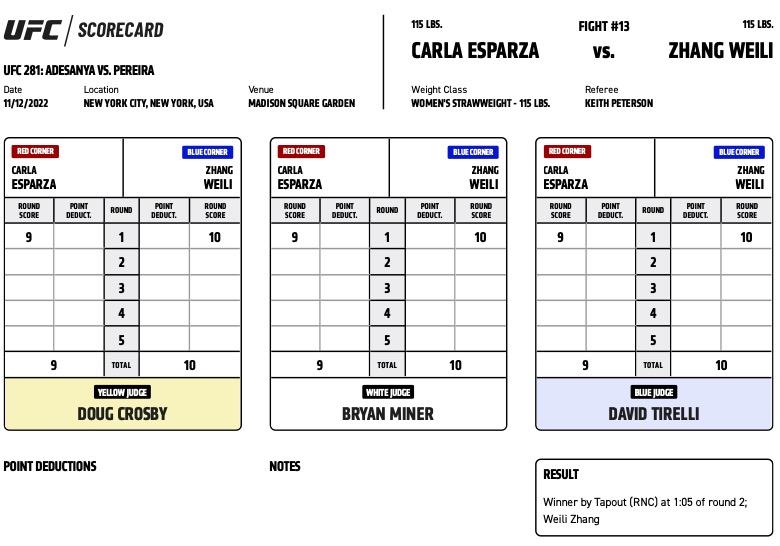 UFC SCORECARD
UFC 281: ADESANYA VS. PEREIRA
Date Location Venue
11/12/2022 NEW YORK CITY, NEW YORK, USA MADISON SQUARE GARDEN
115 LBS. FIGHT #13 115 LBS.
CARLA ESPARZA vs. ZHANG WEILI
Weight Class Referee
WOMEN'S STRAWWEIGHT - 115 LBS. KEITH PETERSON
RED CORNER BLUE CORNER
CARLA ZHANG
ESPARZA WEILI
ROUND SCORE POINT DEDUCT. ROUND POINT DEDUCT. ROUND SCORE
9 1 10
2
3
4
5
9 TOTAL 10
YELLOW JUDGE
DOUG CROSBY
RED CORNER BLUE CORNER
CARLA ZHANG
ESPARZA WEILI
ROUND SCORE POINT DEDUCT. ROUND POINT DEDUCT. ROUND SCORE
9 1 10
2
3
4
5
9 TOTAL 10
WHITE JUDGE
BRYAN MINER
RED CORNER BLUE CORNER
CARLA ZHANG
ESPARZA WEILI
ROUND SCORE POINT DEDUCT. ROUND POINT DEDUCT. ROUND SCORE
9 1 10
2
3
4
5
9 TOTAL 10
BLUE JUDGE
DAVID TIRELLI
POINT DEDUCTIONS
NOTES
RESULT
Winner by Tapout (RNC) at 1:05 of round 2;
Weili Zhang